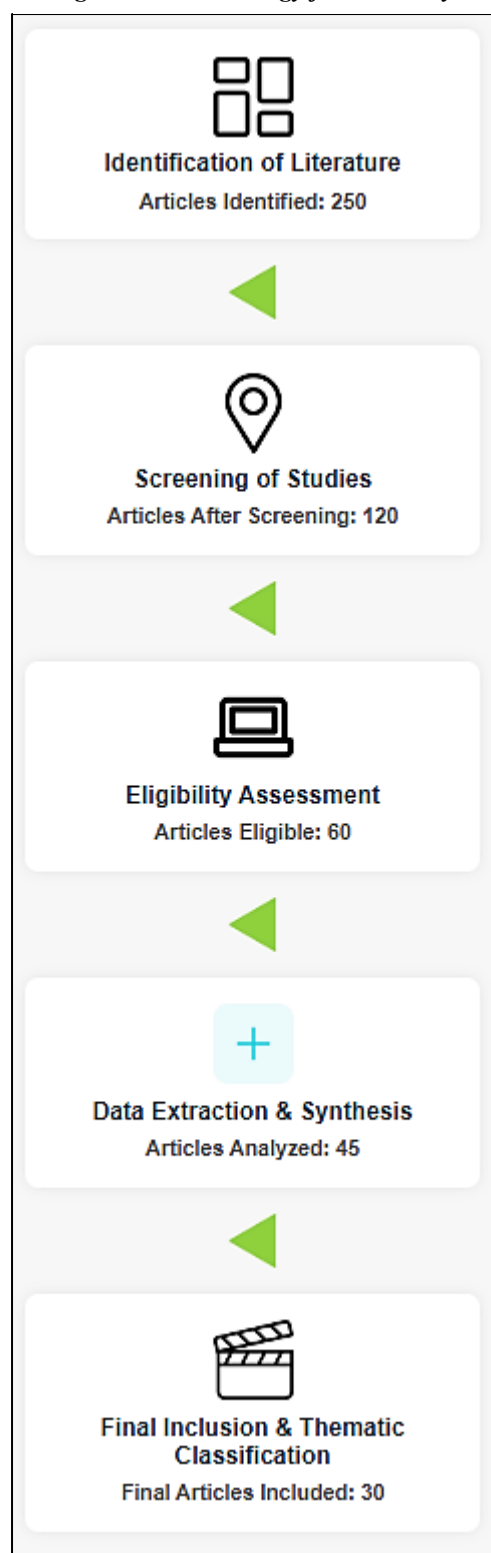 Identification of Literature
Articles Identified: 250
Screening of Studies
Articles After Screening: 120
Eligibility Assessment
Articles Eligible: 60
Data Extraction & Synthesis
Articles Analyzed: 45
Final Inclusion & Thematic
Classification
Final Articles Included: 30